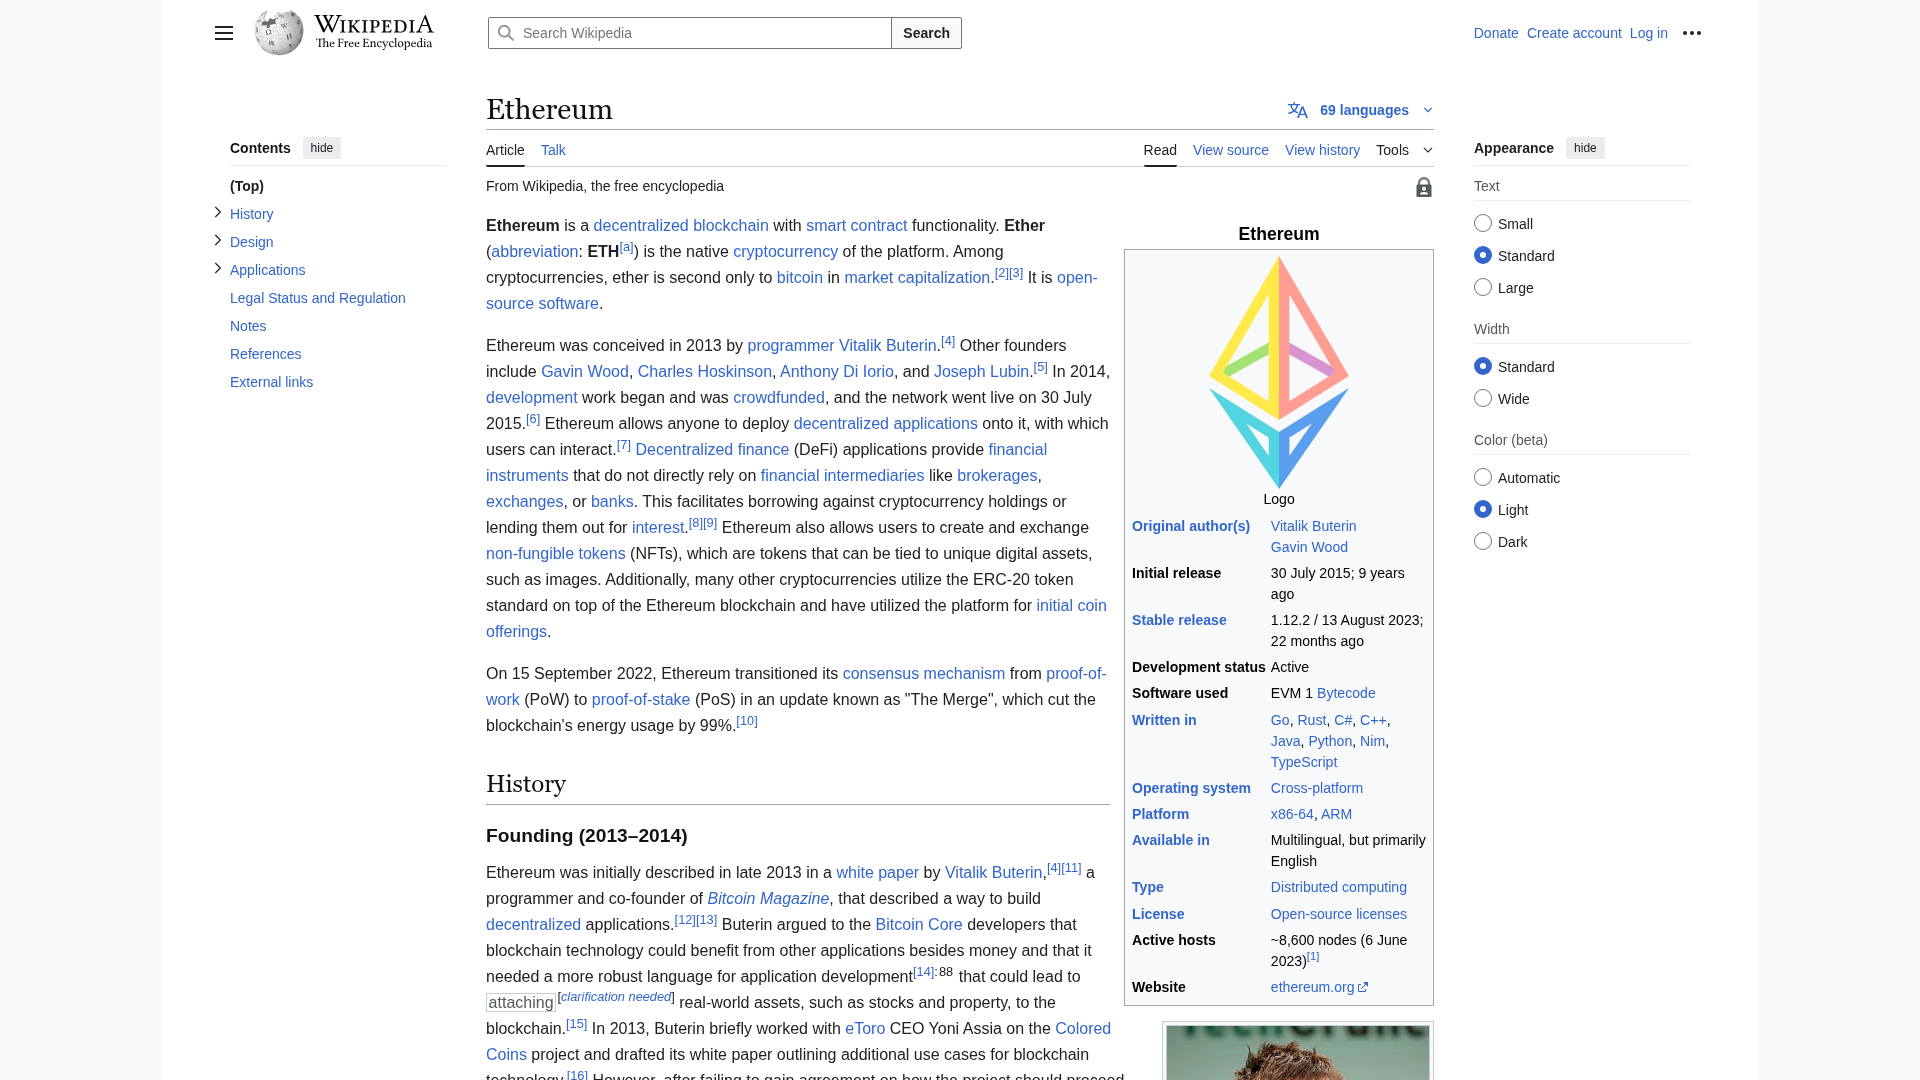 WIKIPEDIA
The Free Encyclopedia
Search Wikipedia
Search
Donate Create account Log in
Contents hide
(Top)
History
Design
Applications
Legal Status and Regulation
Notes
References
External links
Ethereum
69 languages
Article Talk
Read View source View history Tools
From Wikipedia, the free encyclopedia
Ethereum is a decentralized blockchain with smart contract functionality. Ether
(abbreviation: ETH[a]) is the native cryptocurrency of the platform. Among
cryptocurrencies, ether is second only to bitcoin in market capitalization.[2][3] It is open-
source software.
Ethereum was conceived in 2013 by programmer Vitalik Buterin.[4] Other founders
include Gavin Wood, Charles Hoskinson, Anthony Di Iorio, and Joseph Lubin.[5] In 2014,
development work began and was crowdfunded, and the network went live on 30 July
2015.[6] Ethereum allows anyone to deploy decentralized applications onto it, with which
users can interact.[7] Decentralized finance (DeFi) applications provide financial
instruments that do not directly rely on financial intermediaries like brokerages,
exchanges, or banks. This facilitates borrowing against cryptocurrency holdings or
lending them out for interest.[8][9] Ethereum also allows users to create and exchange
non-fungible tokens (NFTs), which are tokens that can be tied to unique digital assets,
such as images. Additionally, many other cryptocurrencies utilize the ERC-20 token
standard on top of the Ethereum blockchain and have utilized the platform for initial coin
offerings.
On 15 September 2022, Ethereum transitioned its consensus mechanism from proof-of-
work (PoW) to proof-of-stake (PoS) in an update known as "The Merge", which cut the
blockchain's energy usage by 99%.[10]
History
Founding (2013–2014)
Ethereum was initially described in late 2013 in a white paper by Vitalik Buterin,[4][11] a
programmer and co-founder of Bitcoin Magazine, that described a way to build
decentralized applications.[12][13] Buterin argued to the Bitcoin Core developers that
blockchain technology could benefit from other applications besides money and that it
needed a more robust language for application development[14]:88 that could lead to
attaching[clarification needed] real-world assets, such as stocks and property, to the
blockchain.[15] In 2013, Buterin briefly worked with eToro CEO Yoni Assia on the Colored
Coins project and drafted its white paper outlining additional use cases for blockchain
technology.[16] However, after failing to gain agreement on how the project should proceed
Ethereum
Logo
Original author(s) Vitalik Buterin
Gavin Wood
Initial release 30 July 2015; 9 years
ago
Stable release 1.12.2 / 13 August 2023;
22 months ago
Development status Active
Software used EVM 1 Bytecode
Written in Go, Rust, C#, C++,
Java, Python, Nim,
TypeScript
Operating system Cross-platform
Platform x86-64, ARM
Available in Multilingual, but primarily
English
Type Distributed computing
License Open-source licenses
Active hosts ~8,600 nodes (6 June
2023)[1]
Website ethereum.org
Appearance hide
Text
Small
Standard
Large
Width
Standard
Wide
Color (beta)
Automatic
Light
Dark